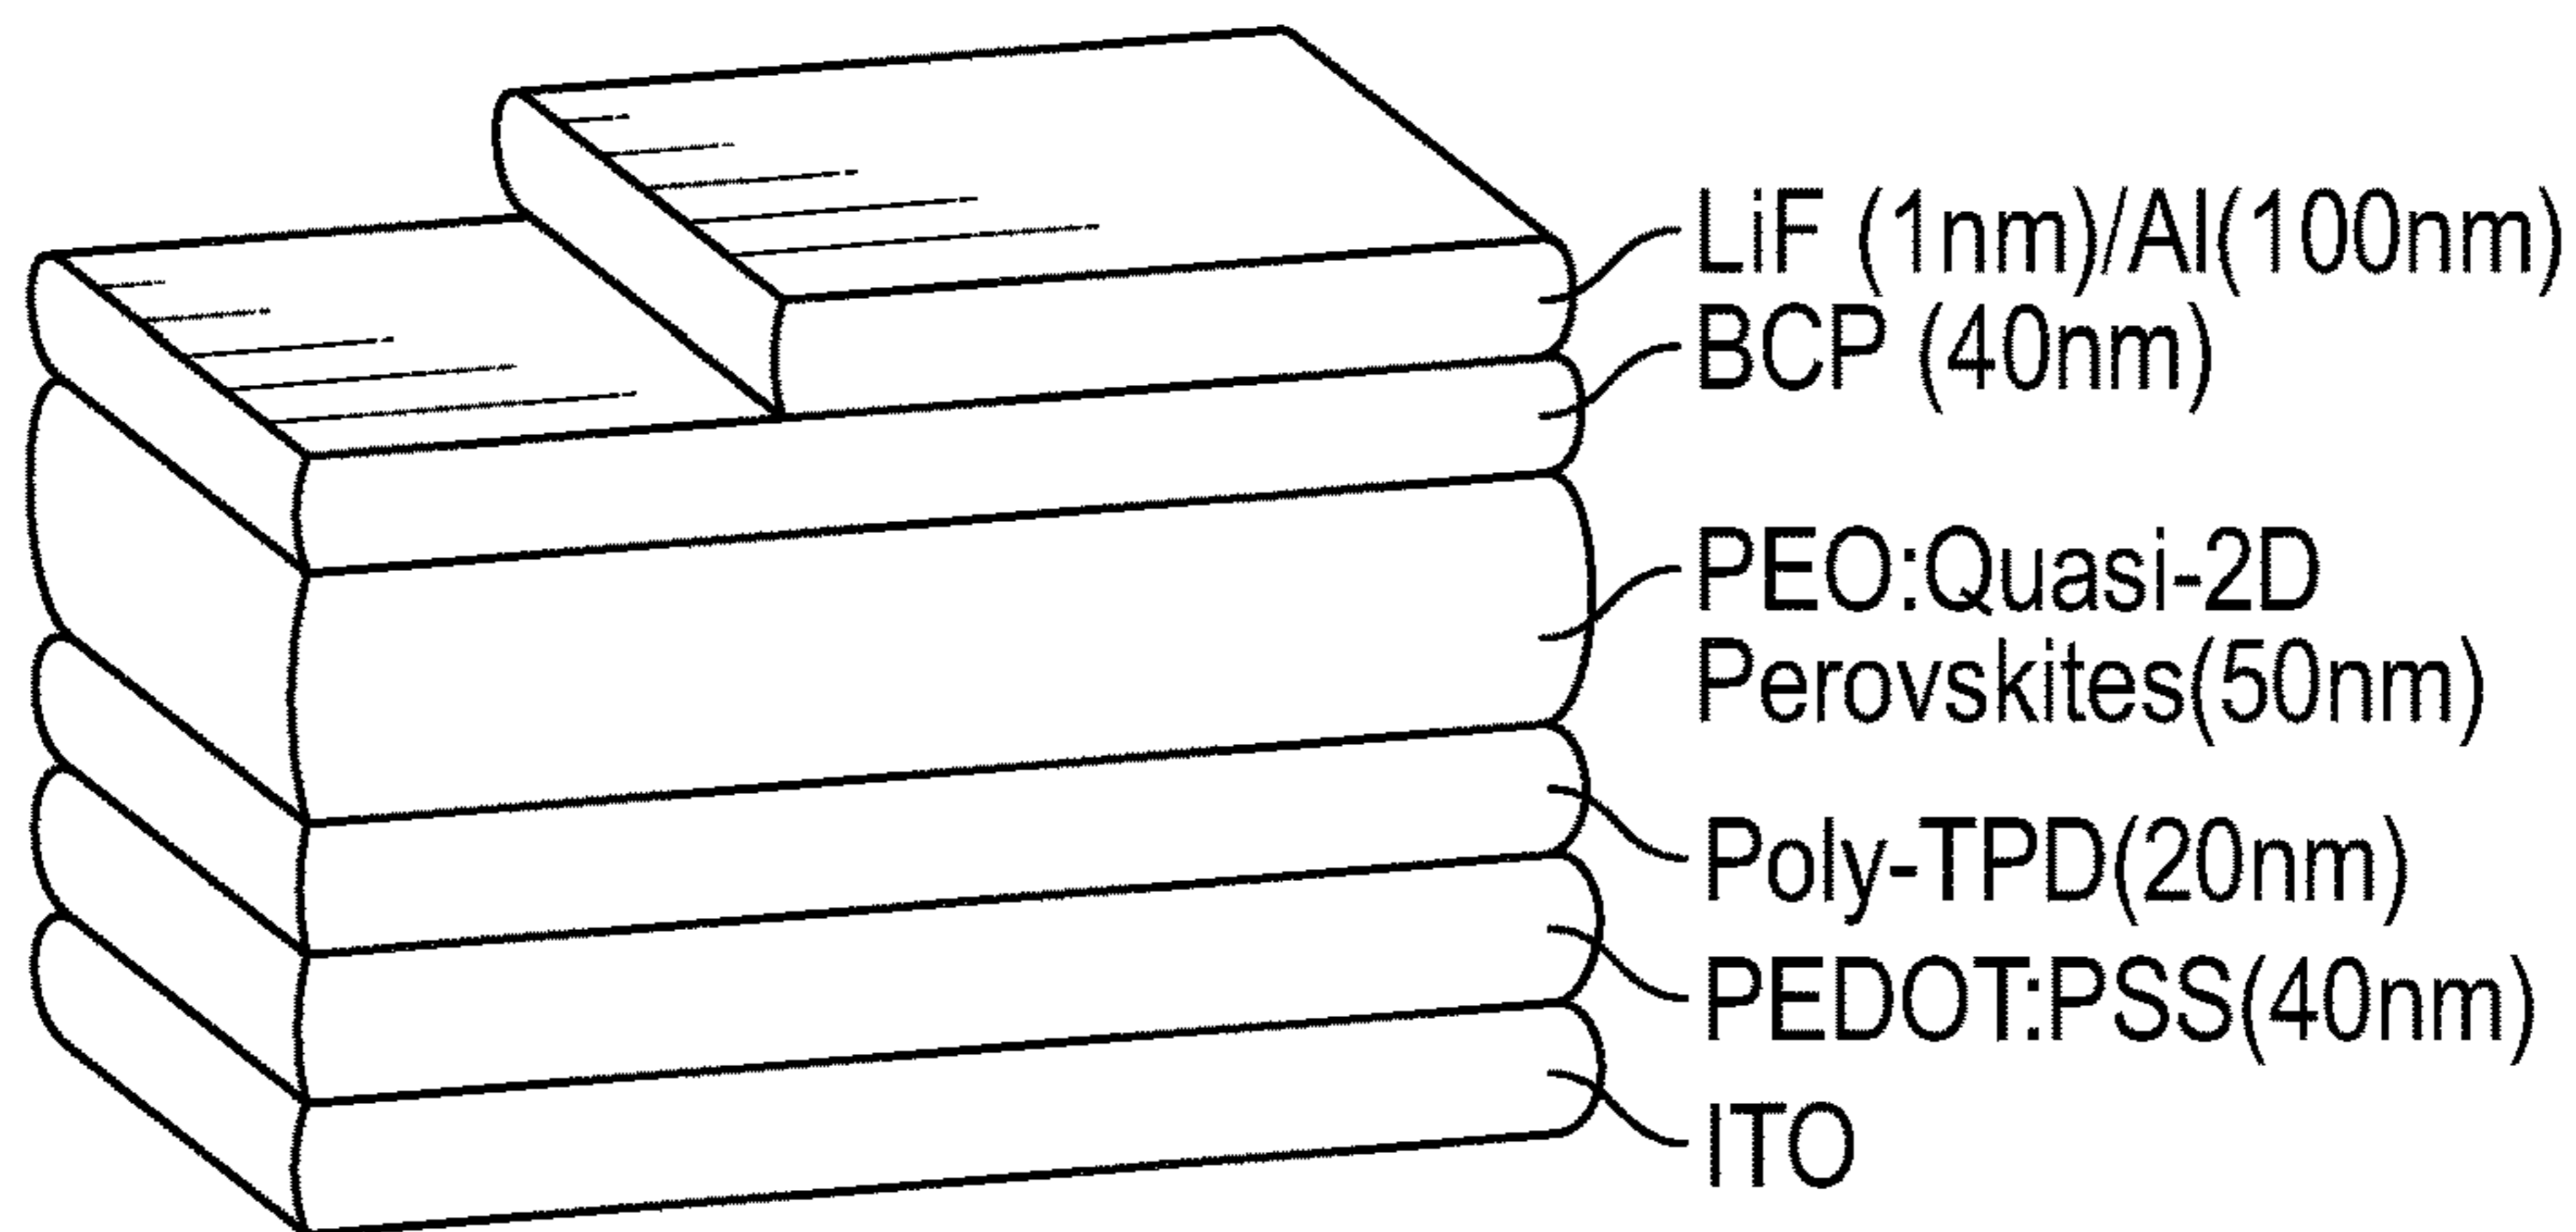 LiF (1nm)/Al(100nm)
BCP (40nm)
PEO:Quasi-2D
Perovskites(50nm)
Poly-TPD(20nm)
PEDOT:PSS(40nm)
ITO